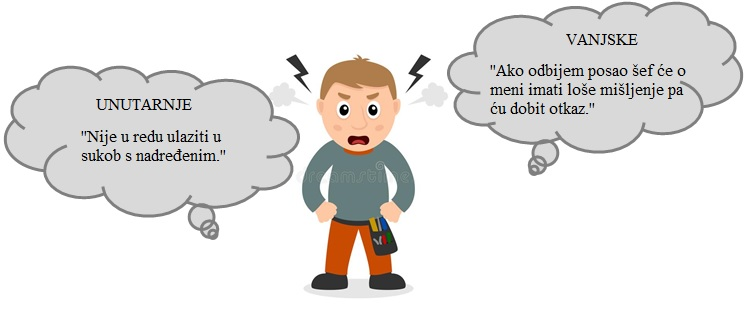 UNUTARNJE
"Nije u redu ulaziti u
sukob s nadređenim."
VANJSKE
"Ako odbijem posao šef će o
meni imati loše mišljenje pa
ću dobit otkaz."
dreamstime